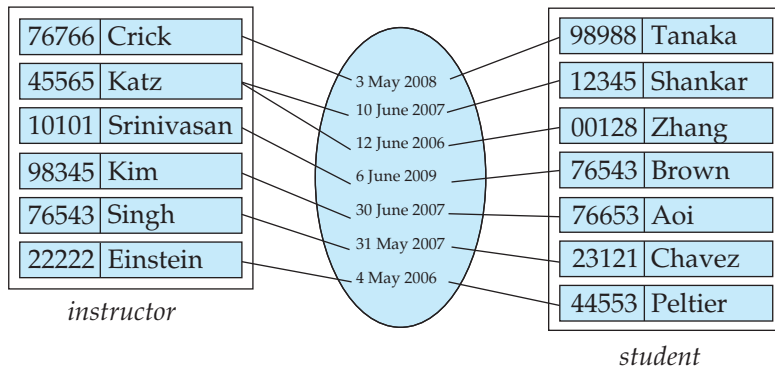 76766 Crick
45565 Katz
10101 Srinivasan
98345 Kim
76543 Singh
22222 Einstein
instructor
3 May 2008
10 June 2007
12 June 2006
6 June 2009
30 June 2007
31 May 2007
4 May 2006
98988 Tanaka
12345 Shankar
00128 Zhang
76543 Brown
76653 Aoi
23121 Chavez
44553 Peltier
student